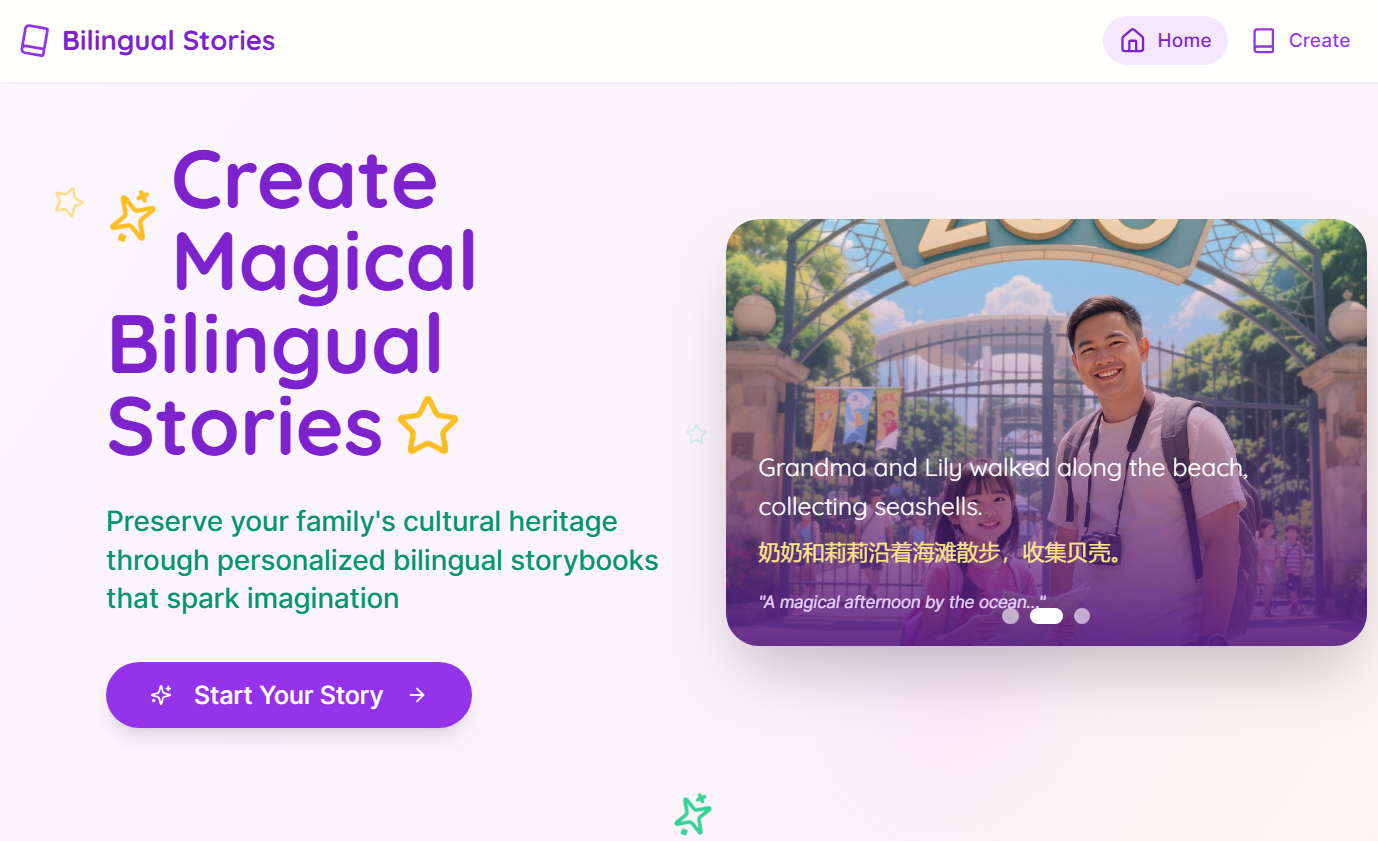 Bilingual Stories
Home
Create
Create
Magical
Bilingual
Stories
Preserve your family's cultural heritage
through personalized bilingual storybooks
that spark imagination
Start Your Story
ZOO
Grandma and Lily walked along the beach,
collecting seashells.
奶奶和莉莉沿着海滩散步，收集贝壳。
"A magical afternoon by the ocean..."